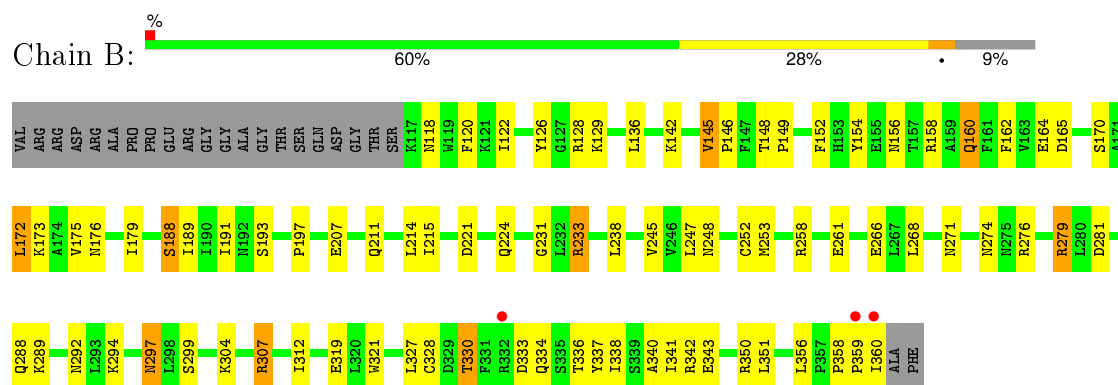 %
Chain B:
60% 28% • 9%
VAL ARG ARG ASP ARG ALA PRO PRO GLU ARG GLY GLY ALA GLY THR SER GLN ASP GLY THR SER K117 N118 W119 F120 K121 I122 Y126 G127 R128 K129 L136 K142 V145 P146 F147 T148 P149 F152 H153 Y154 E155 N156 T157 R158 A159 Q160 F161 F162 V163 E164 D165 S170 A171
L172 K173 A174 V175 N176 I179 S188 I189 I190 I191 N192 S193 P197 E207 Q211 L214 I215 D221 Q224 G231 L232 R233 L238 V245 V246 L247 N248 C252 M253 R258 E261 E266 L267 L268 N271 N274 N275 R276 R279 L280 D281
Q288 K289 N292 L293 K294 N297 L298 S299 K304 R307 I312 E319 L320 W321 L327 C328 D329 T330 F331 R332 D333 Q334 S335 T336 Y337 I338 S339 A340 I341 R342 E343 R350 L351 L356 P357 P358 P359 I360 ALA PHE